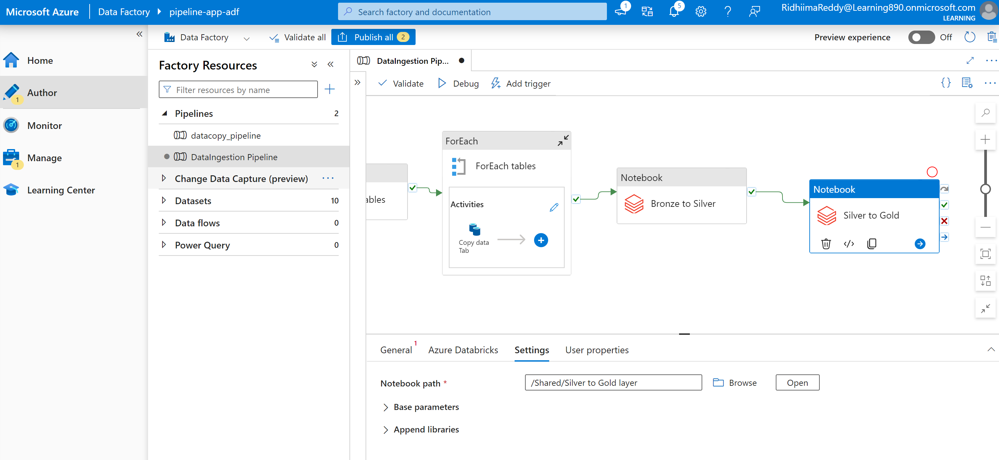 Microsoft Azure
Data Factory
pipeline-app-adf
Search factory and documentation
1
5
RidhiimaReddy@Learning890.onmicrosoft.com
LEARNING
Data Factory
Validate all
Publish all 2
Preview experience
Off
Home
Author
1
Monitor
Manage
1
Learning Center
Factory Resources
Filter resources by name
Pipelines 2
datacopy_pipeline
DataIngestion Pipeline
Change Data Capture (preview)
Datasets 10
Data flows 0
Power Query 0
DataIngestion Pip...
Validate
Debug
Add trigger
ables
ForEach
ForEach tables
Activities
Copy data
Tab
Notebook
Bronze to Silver
Notebook
Silver to Gold
General 1
Azure Databricks
Settings
User properties
Notebook path *
/Shared/Silver to Gold layer
Browse
Open
Base parameters
Append libraries